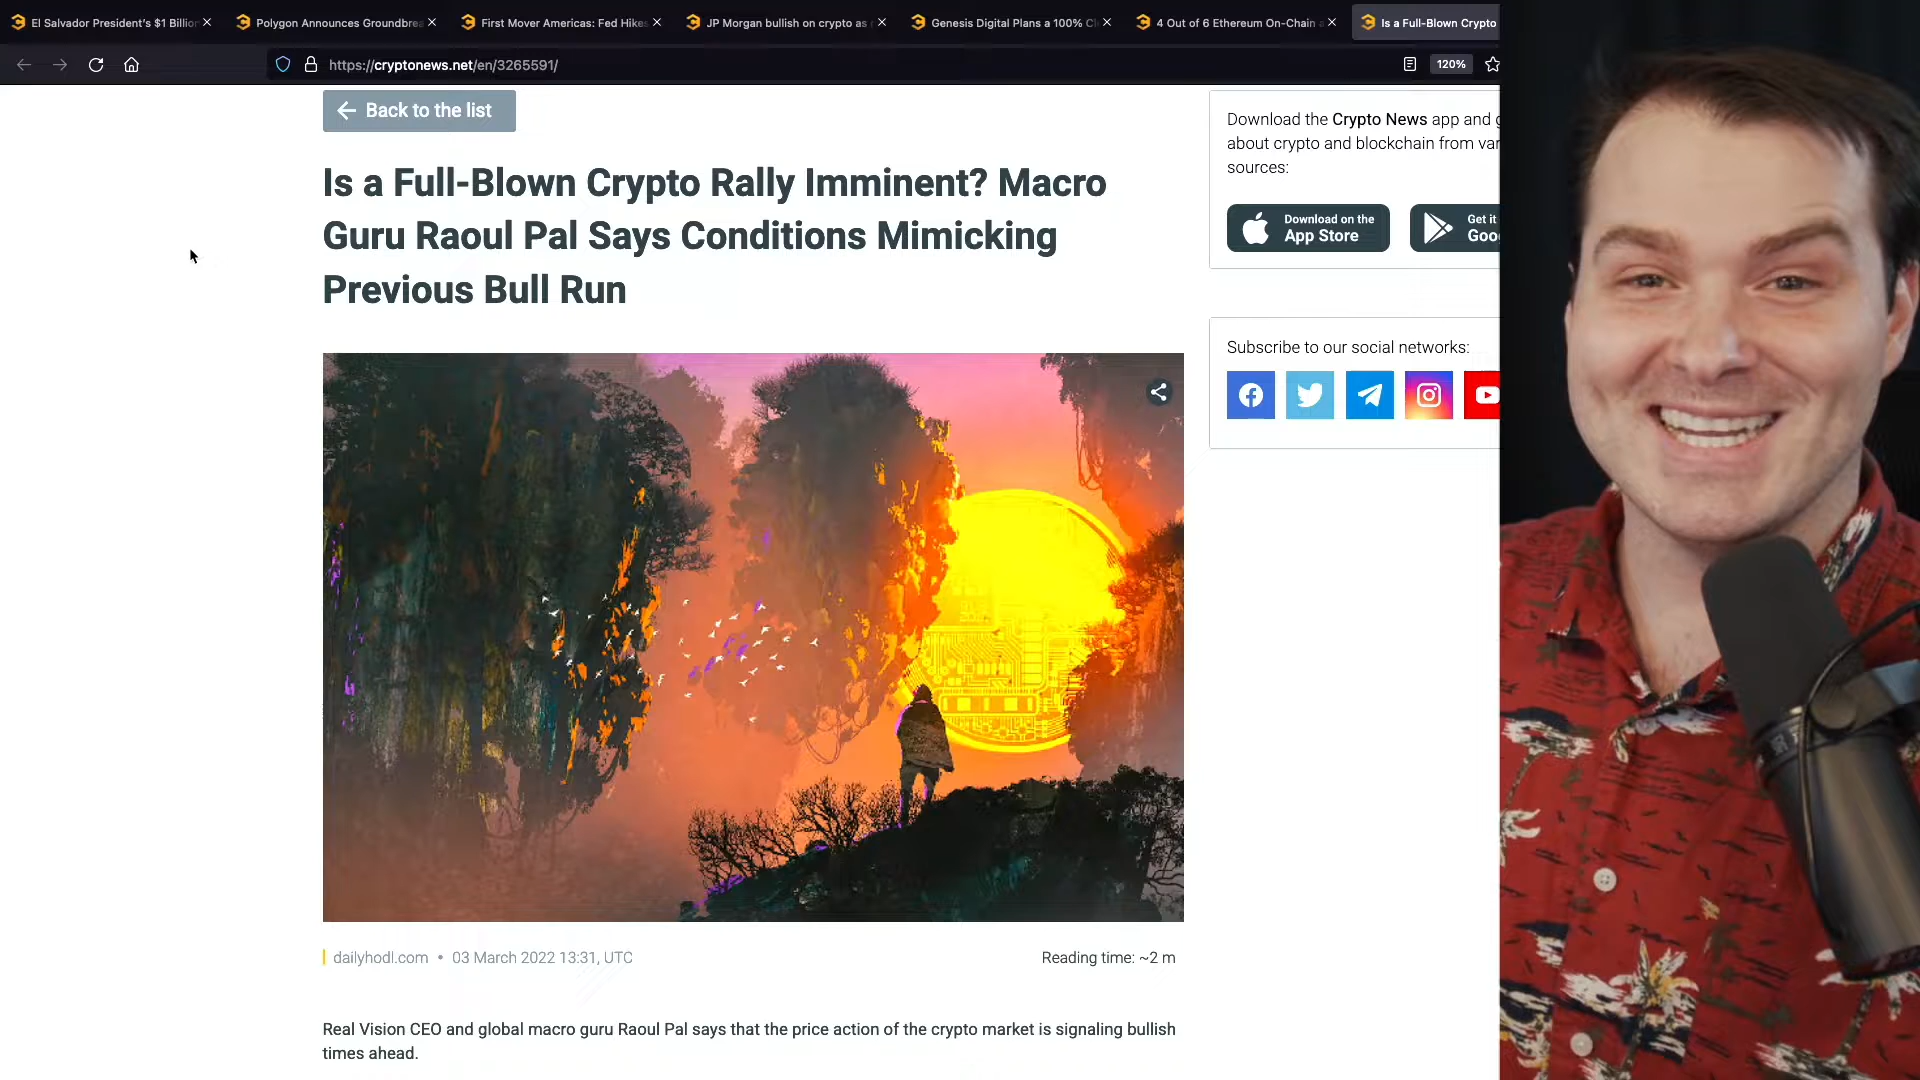 El Salvador President's $1 Billion
Polygon Announces Groundbrea
First Mover Americas: Fed Hikes
JP Morgan bullish on crypto as
Genesis Digital Plans a 100% Cl
4 Out of 6 Ethereum On-Chain
Is a Full-Blown Crypto
https://cryptonews.net/en/3265591/
120%
Back to the list
Is a Full-Blown Crypto Rally Imminent? Macro
Guru Raoul Pal Says Conditions Mimicking
Previous Bull Run
dailyhodl.com • 03 March 2022 13:31, UTC
Reading time: ~2 m
Real Vision CEO and global macro guru Raoul Pal says that the price action of the crypto market is signaling bullish
times ahead.
Download the Crypto News app and g
about crypto and blockchain from var
sources:
Download on the
App Store
Get it
Goo
Subscribe to our social networks: